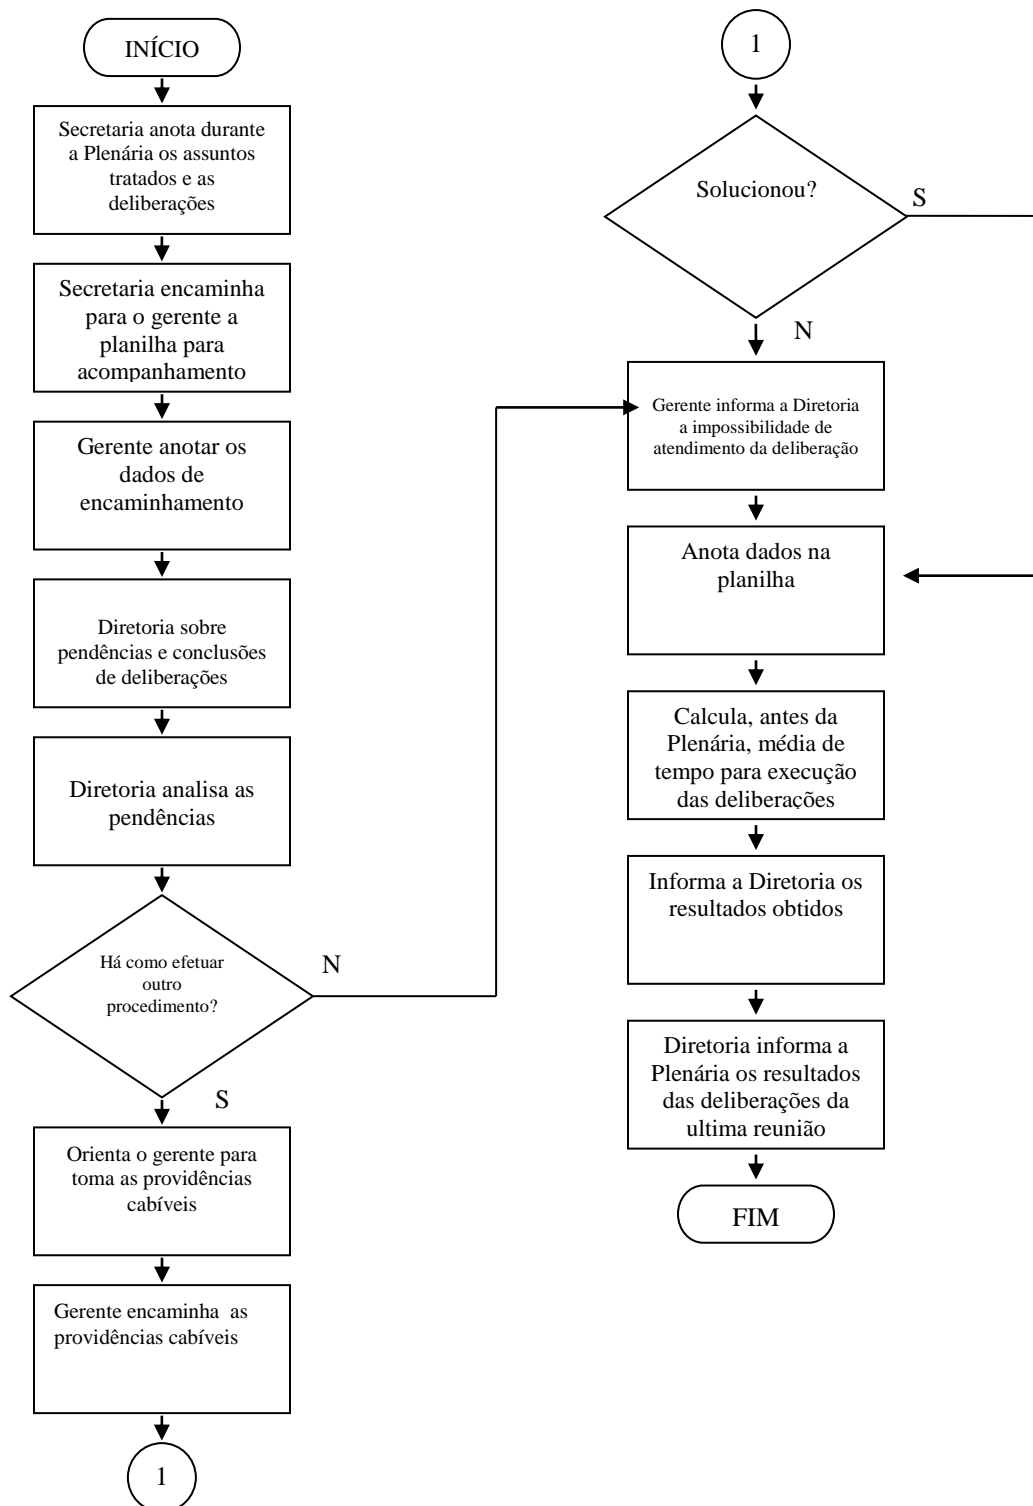 INÍCIO
Secretaria anota durante
a Plenária os assuntos
tratados e as
deliberações
Secretaria encaminha
para o gerente a
planilha para
acompanhamento
Gerente anotar os
dados de
encaminhamento
Diretoria sobre
pendências e conclusões
de deliberações
Diretoria analisa as
pendências
Há como efetuar
outro
procedimento?
N
S
Orienta o gerente para
toma as providências
cabíveis
Gerente encaminha  as
providências cabíveis
1
1
Solucionou?
S
N
Gerente informa a Diretoria
a impossibilidade de
atendimento da deliberação
Anota dados na
planilha
Calcula, antes da
Plenária, média de
tempo para execução
das deliberações
Informa a Diretoria os
resultados obtidos
Diretoria informa a
Plenária os resultados
das deliberações da
ultima reunião
FIM